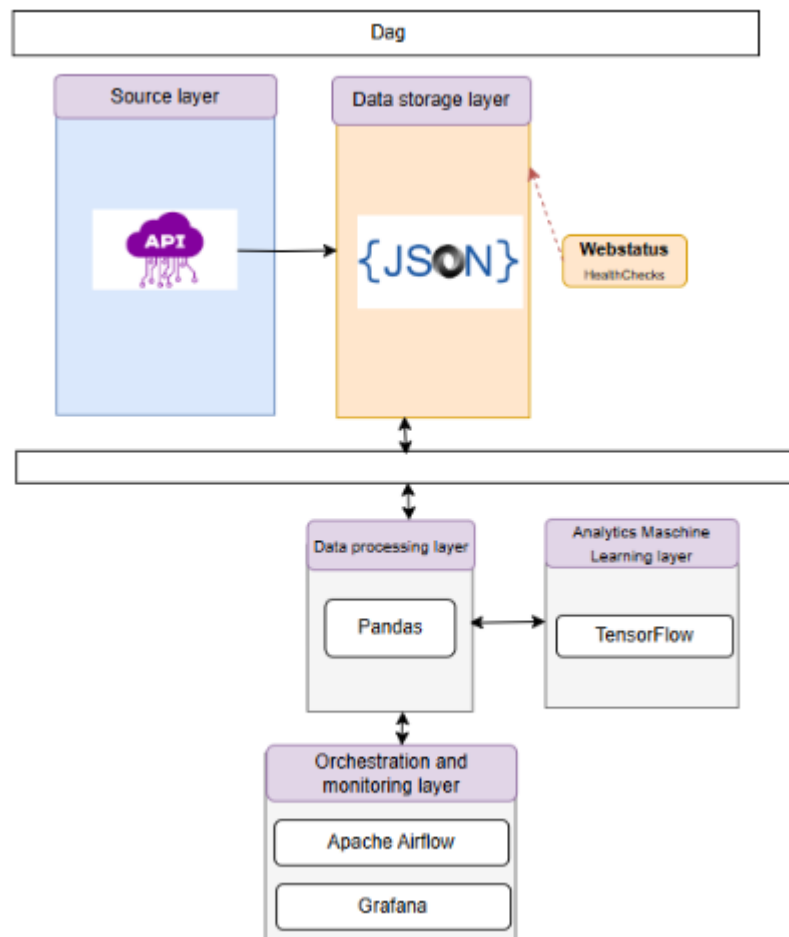 Dag
Source layer
Data storage layer
API
{JSON}
Webstatus
HealthChecks
Data processing layer
Analytics Maschine
Learning layer
Pandas
TensorFlow
Orchestration and
monitoring layer
Apache Airflow
Grafana